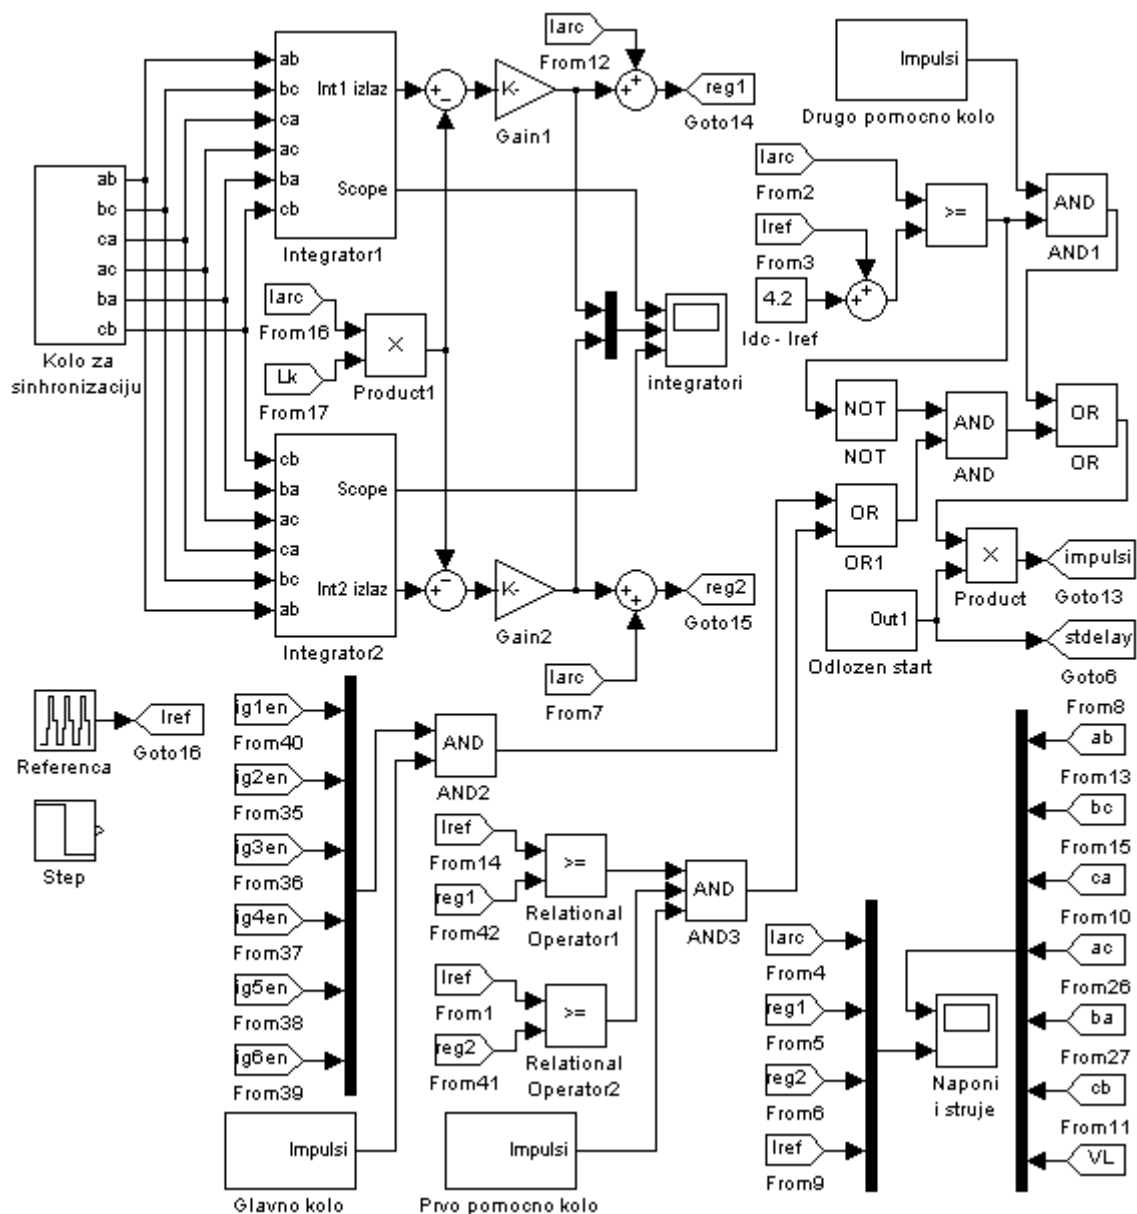 ab
bc
ca
ac
ba
cb
Kolo za
sinhronizaciju
ab
bc
ca
ac
ba
cb
Int1 izlaz
Scope
Integrator1
Iarc
From16
Lk
From17
×
Product1
cb
ba
ac
ca
bc
ab
Scope
Int2 izlaz
Integrator2
−
K-
Gain1
Iarc
From12
+
+
reg1
Goto14
integratori
−
K-
Gain2
+
+
reg2
Goto15
Iarc
From7
Impulsi
Drugo pomocno kolo
Iarc
From2
Iref
From3
4.2
Idc - Iref
+
+
>=
AND
AND1
NOT
NOT
AND
AND
OR
OR
OR
OR1
×
Product
impulsi
Goto13
Out1
Odlozen start
stdelay
Goto6
Referenca
Iref
Goto16
Step
ig1en
From40
ig2en
From35
ig3en
From36
ig4en
From37
ig5en
From38
ig6en
From39
Impulsi
Glavno kolo
AND
AND2
Iref
From14
reg1
From42
>=
Relational
Operator1
Iref
From1
reg2
From41
>=
Relational
Operator2
AND
AND3
Impulsi
Prvo pomocno kolo
Iarc
From4
reg1
From5
reg2
From6
Iref
From9
Naponi
i struje
From8
ab
From13
bc
From15
ca
From10
ac
From26
ba
From27
cb
From11
VL